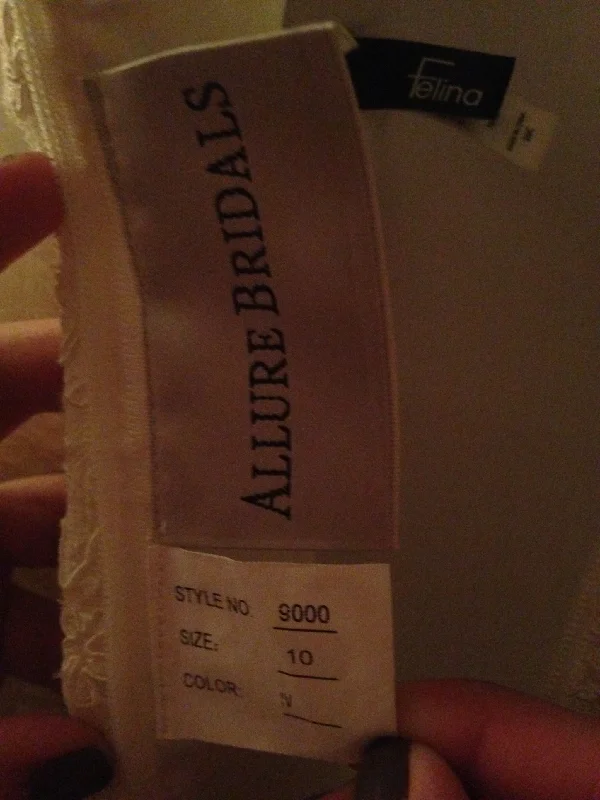 Felina
ALLURE BRIDALS
STYLE NO. 9000
SIZE: 10
COLOR: